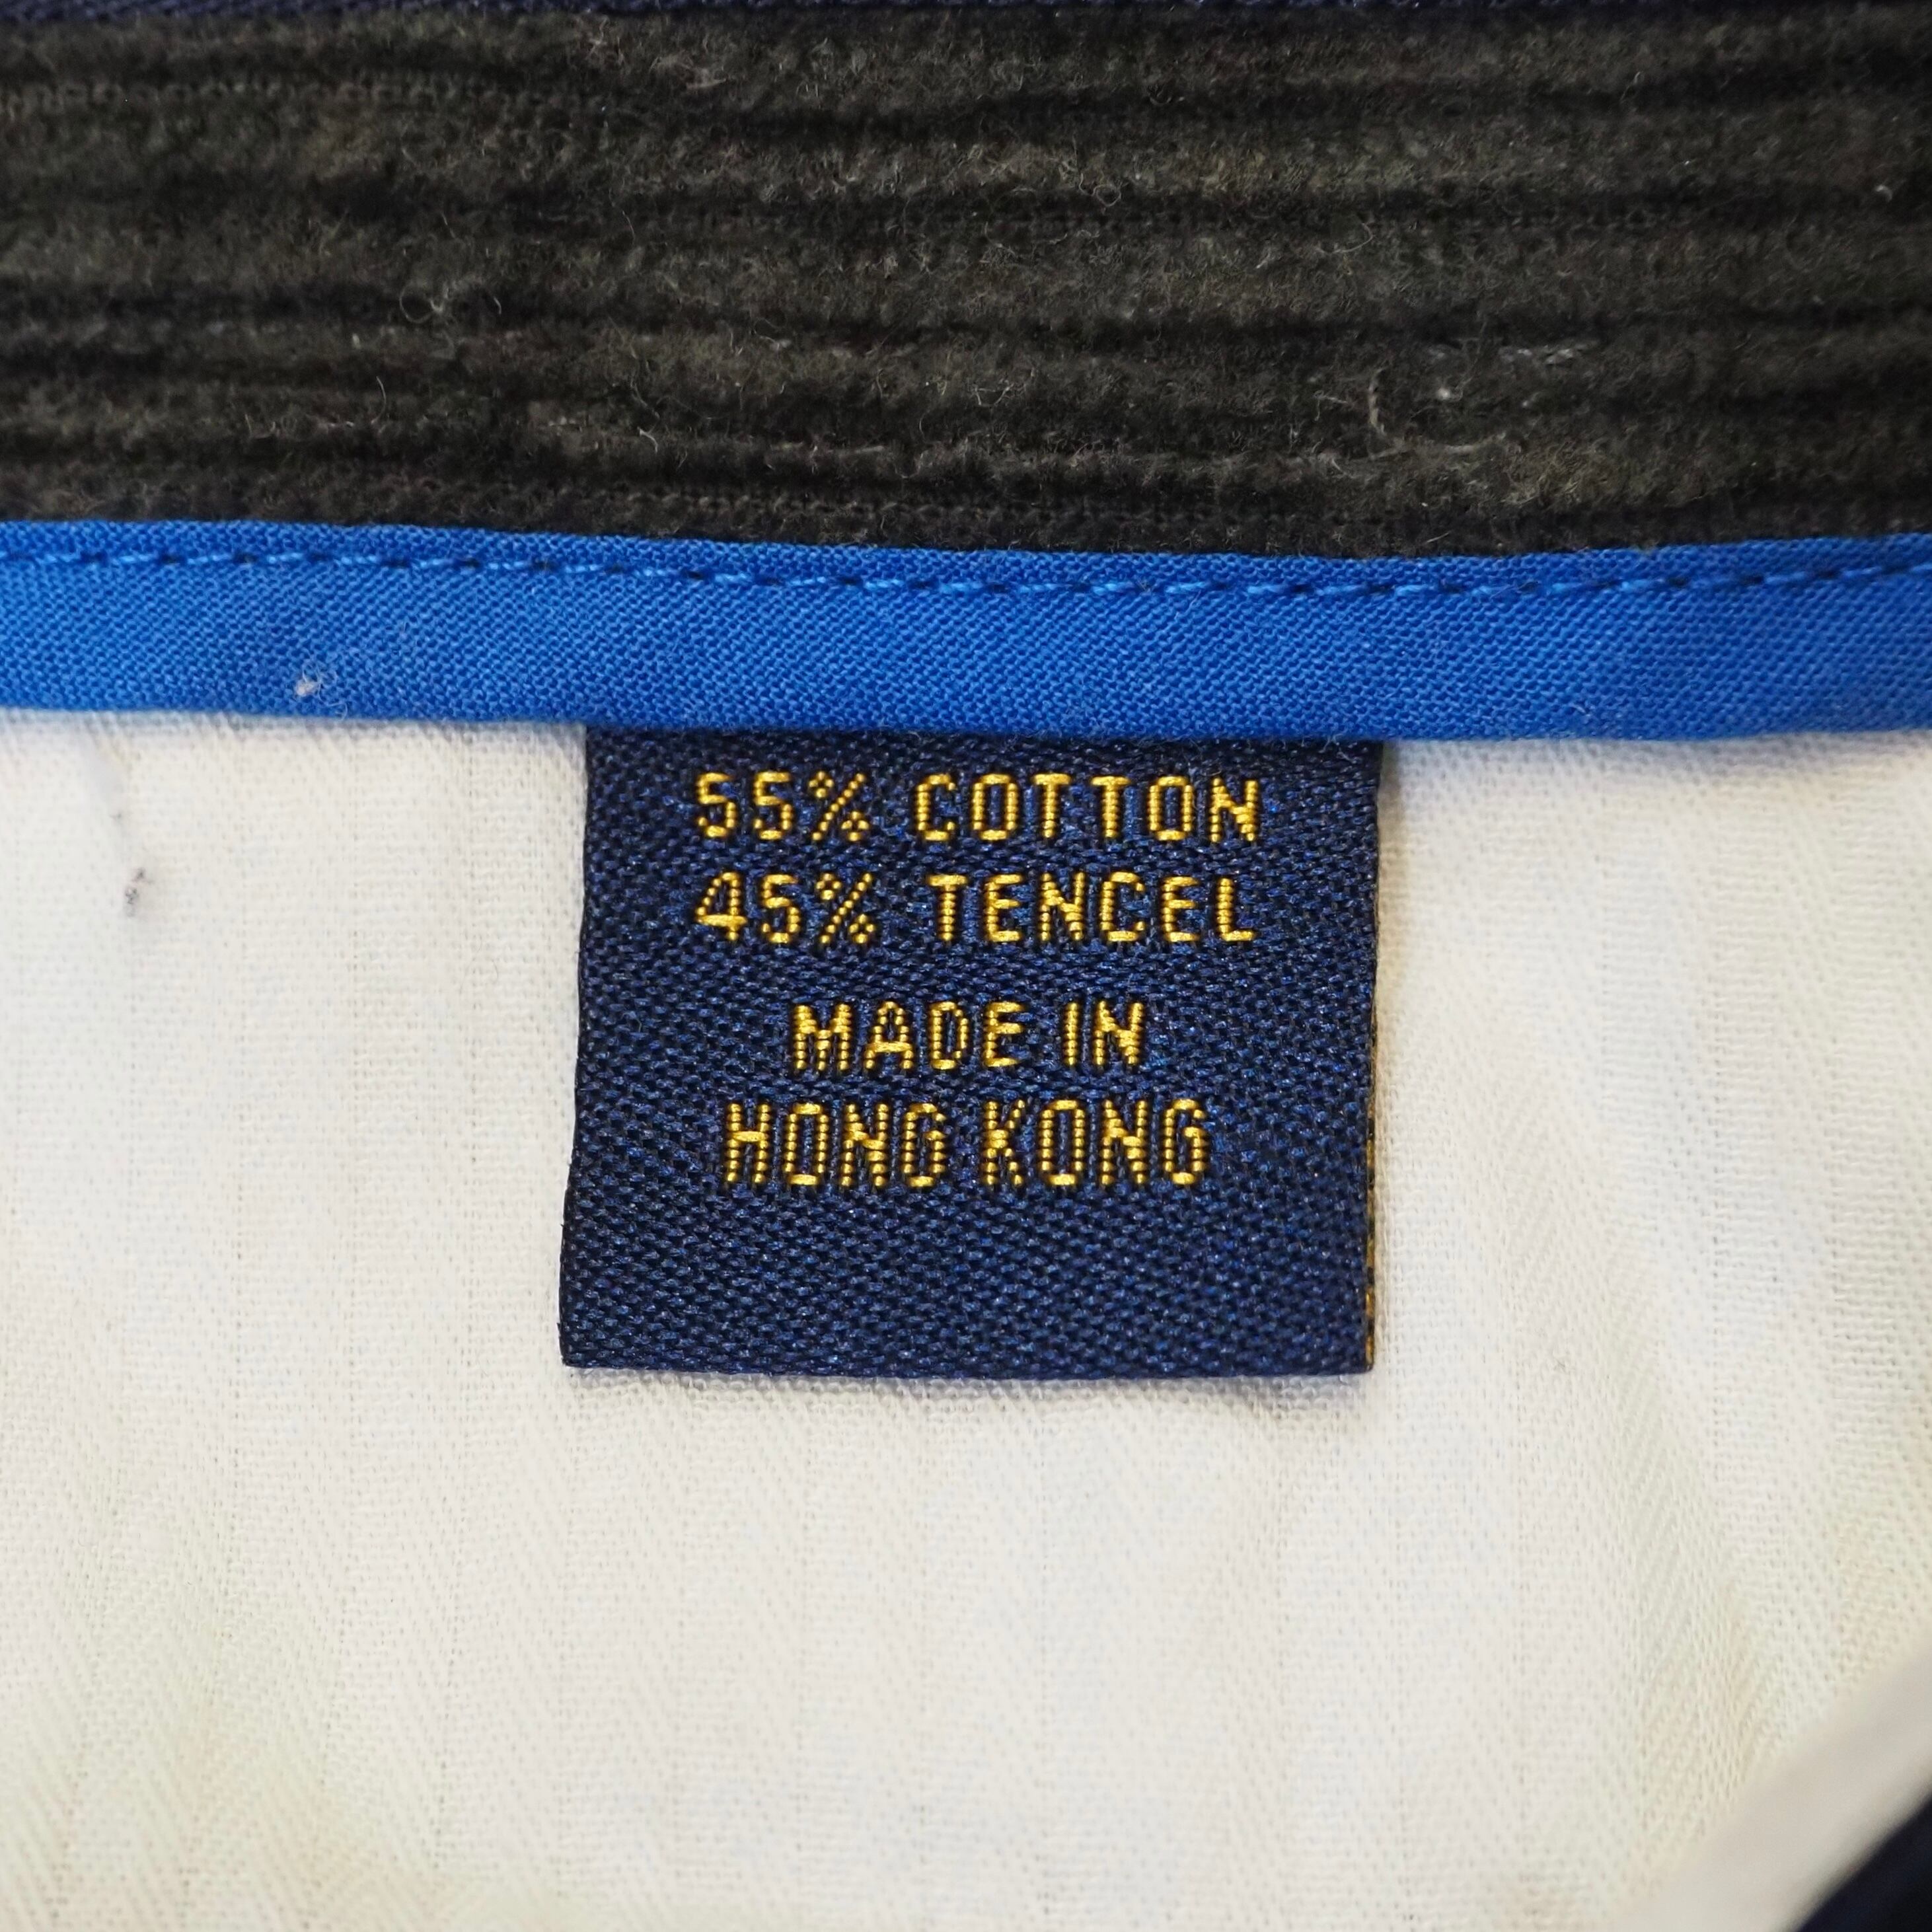 55% COTTON
45% TENCEL
MADE IN
HONG KONG